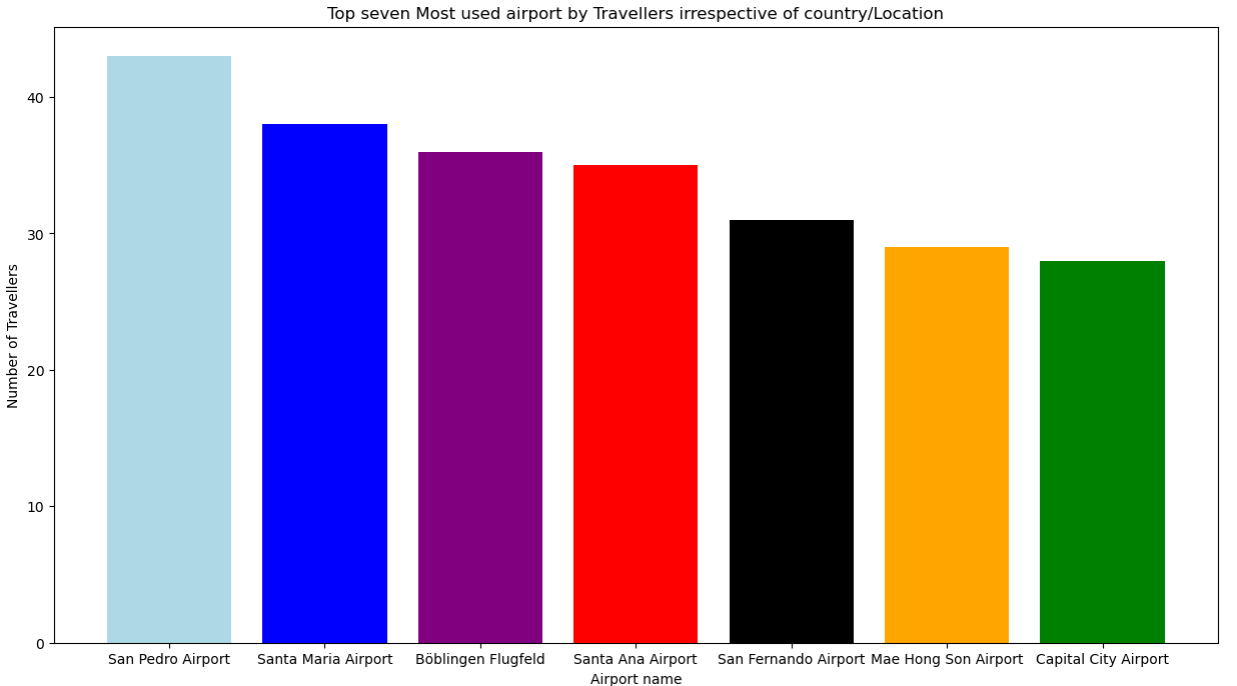 Top seven Most used airport by Travellers irrespective of country/Location
Number of Travellers
40
30
20
10
0
San Pedro Airport
Santa Maria Airport
Böblingen Flugfeld
Santa Ana Airport
San Fernando Airport
Mae Hong Son Airport
Capital City Airport
Airport name